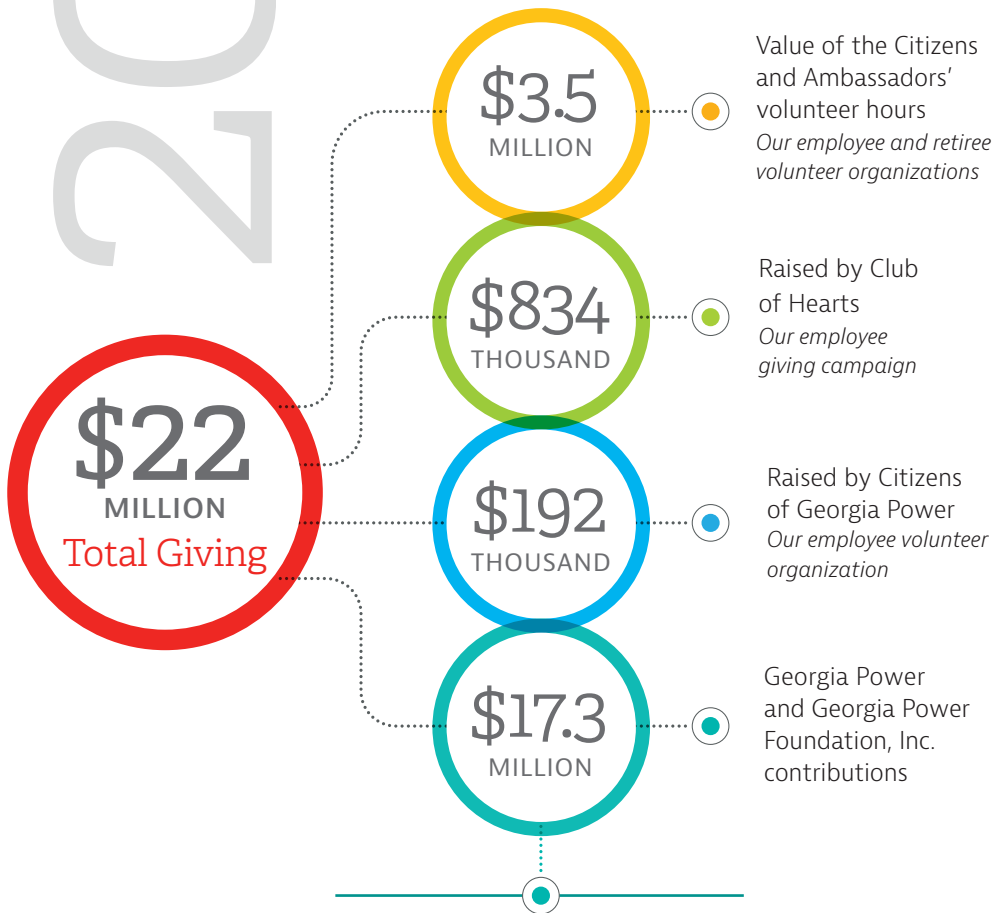 20
$3.5
MILLION
Value of the Citizens
and Ambassadors’
volunteer hours
Our employee and retiree
volunteer organizations
$834
THOUSAND
Raised by Club
of Hearts
Our employee
giving campaign
$22
MILLION
Total Giving
$192
THOUSAND
Raised by Citizens
of Georgia Power
Our employee volunteer
organization
$17.3
MILLION
Georgia Power
and Georgia Power
Foundation, Inc.
contributions